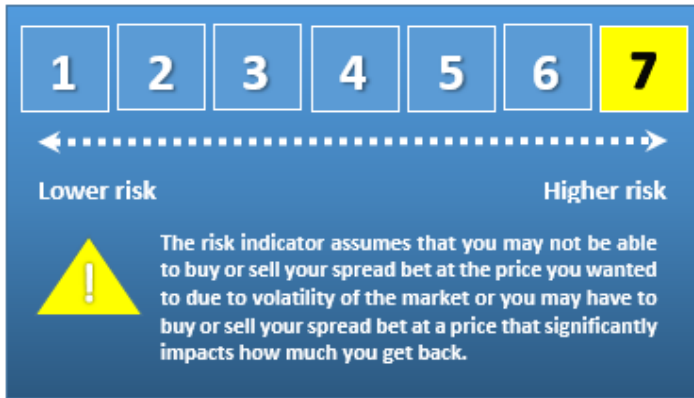 1 2 3 4 5 6 7
Lower risk Higher risk
! The risk indicator assumes that you may not be able
to buy or sell your spread bet at the price you wanted
to due to volatility of the market or you may have to
buy or sell your spread bet at a price that significantly
impacts how much you get back.